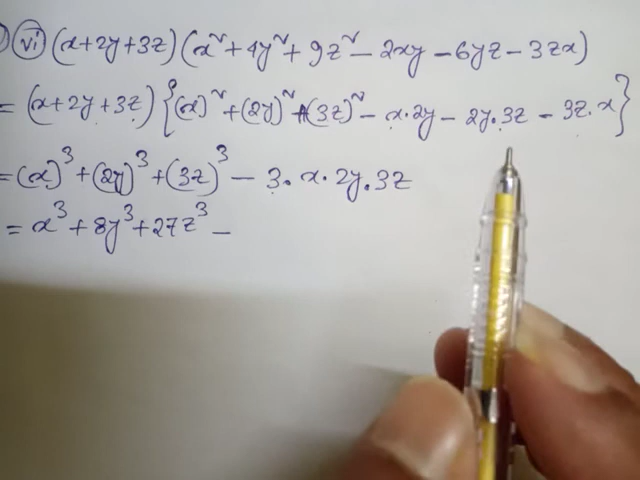 (vi) (x+2y+3z) (x² + 4y² + 9z² – 2xy – 6yz – 3zx)
= (x+2y+3z) {(x)² + (2y)² + (3z)² – x·2y – 2y·3z – 3z·x}
= (x)³ + (2y)³ + (3z)³ – 3·x·2y·3z
= x³ + 8y³ + 27z³ –